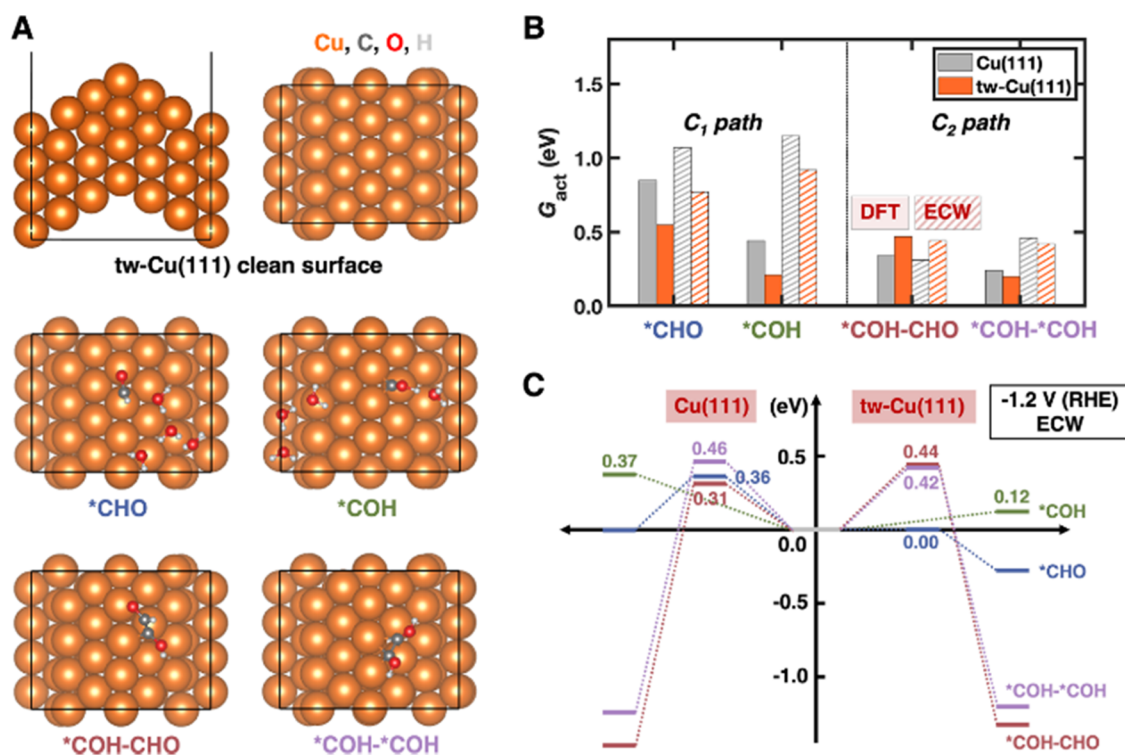 A
Cu, C, O, H
tw-Cu(111) clean surface
*CHO
*COH
*COH-CHO
*COH-*COH
B
Cu(111)
tw-Cu(111)
C1 path
C2 path
DFT
ECW
Gact (eV)
1.5
1.0
0.5
0.0
*CHO
*COH
*COH-CHO
*COH-*COH
C
Cu(111)
(eV)
tw-Cu(111)
-1.2 V (RHE)
ECW
0.37
0.46
0.36
0.31
0.5
0.44
0.42
0.12
*COH
0.0
0.00
*CHO
-0.5
-1.0
*COH-*COH
*COH-CHO